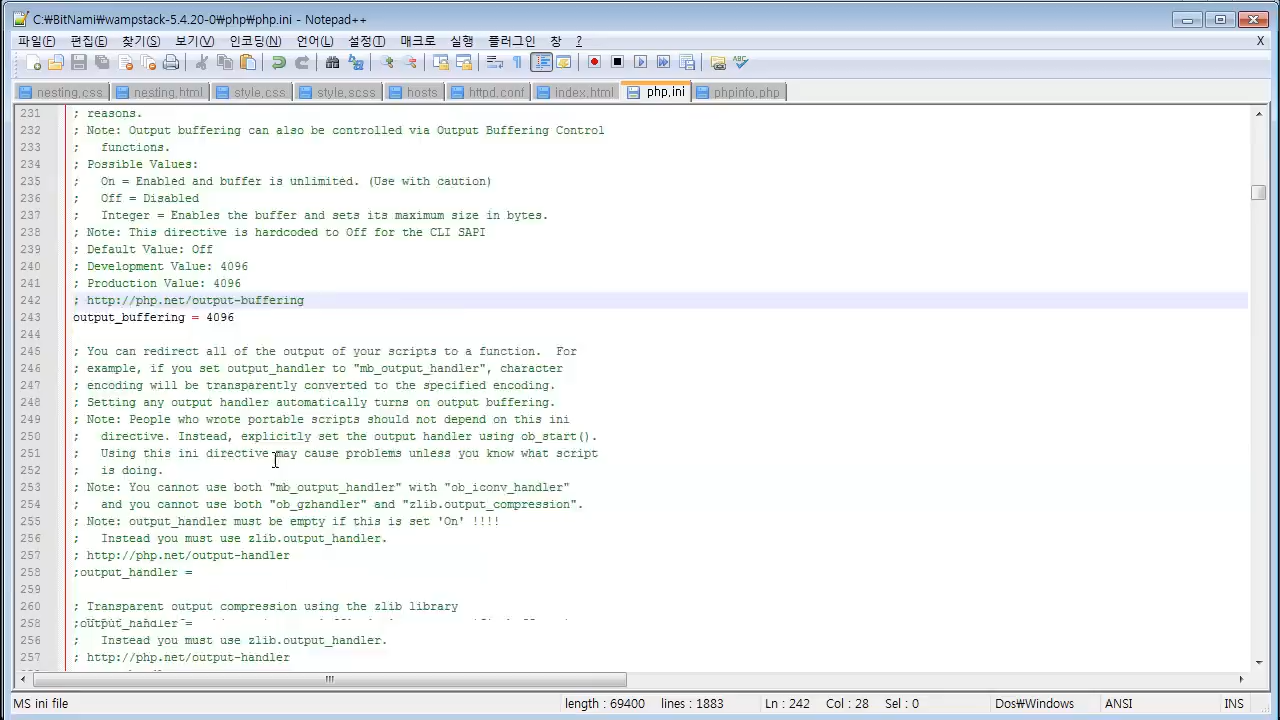 C:\BitNami\wampstack-5.4.20-0\php\php.ini - Notepad++
파일(F) 편집(E) 찾기(S) 보기(V) 인코딩(N) 언어(L) 설정(T) 매크로 실행 플러그인 창 ? X
nesting.css nesting.html style.css style.scss hosts httpd.conf index.html php.ini phpinfo.php
231 ; reasons.
232 ; Note: Output buffering can also be controlled via Output Buffering Control
233 ;   functions.
234 ; Possible Values:
235 ;   On = Enabled and buffer is unlimited. (Use with caution)
236 ;   Off = Disabled
237 ;   Integer = Enables the buffer and sets its maximum size in bytes.
238 ; Note: This directive is hardcoded to Off for the CLI SAPI
239 ; Default Value: Off
240 ; Development Value: 4096
241 ; Production Value: 4096
242 ; http://php.net/output-buffering
243 output_buffering = 4096
244
245 ; You can redirect all of the output of your scripts to a function.  For
246 ; example, if you set output_handler to "mb_output_handler", character
247 ; encoding will be transparently converted to the specified encoding.
248 ; Setting any output handler automatically turns on output buffering.
249 ; Note: People who wrote portable scripts should not depend on this ini
250 ;   directive. Instead, explicitly set the output handler using ob_start().
251 ;   Using this ini directive may cause problems unless you know what script
252 ;   is doing.
253 ; Note: You cannot use both "mb_output_handler" with "ob_iconv_handler"
254 ;   and you cannot use both "ob_gzhandler" and "zlib.output_compression".
255 ; Note: output_handler must be empty if this is set 'On' !!!!
256 ;   Instead you must use zlib.output_handler.
257 ; http://php.net/output-handler
258 ;output_handler =
259
260 ; Transparent output compression using the zlib library
258 ;output_handler =
256 ;   Instead you must use zlib.output_handler.
257 ; http://php.net/output-handler
MS ini file length : 69400 lines : 1883 Ln : 242 Col : 28 Sel : 0 Dos\Windows ANSI INS